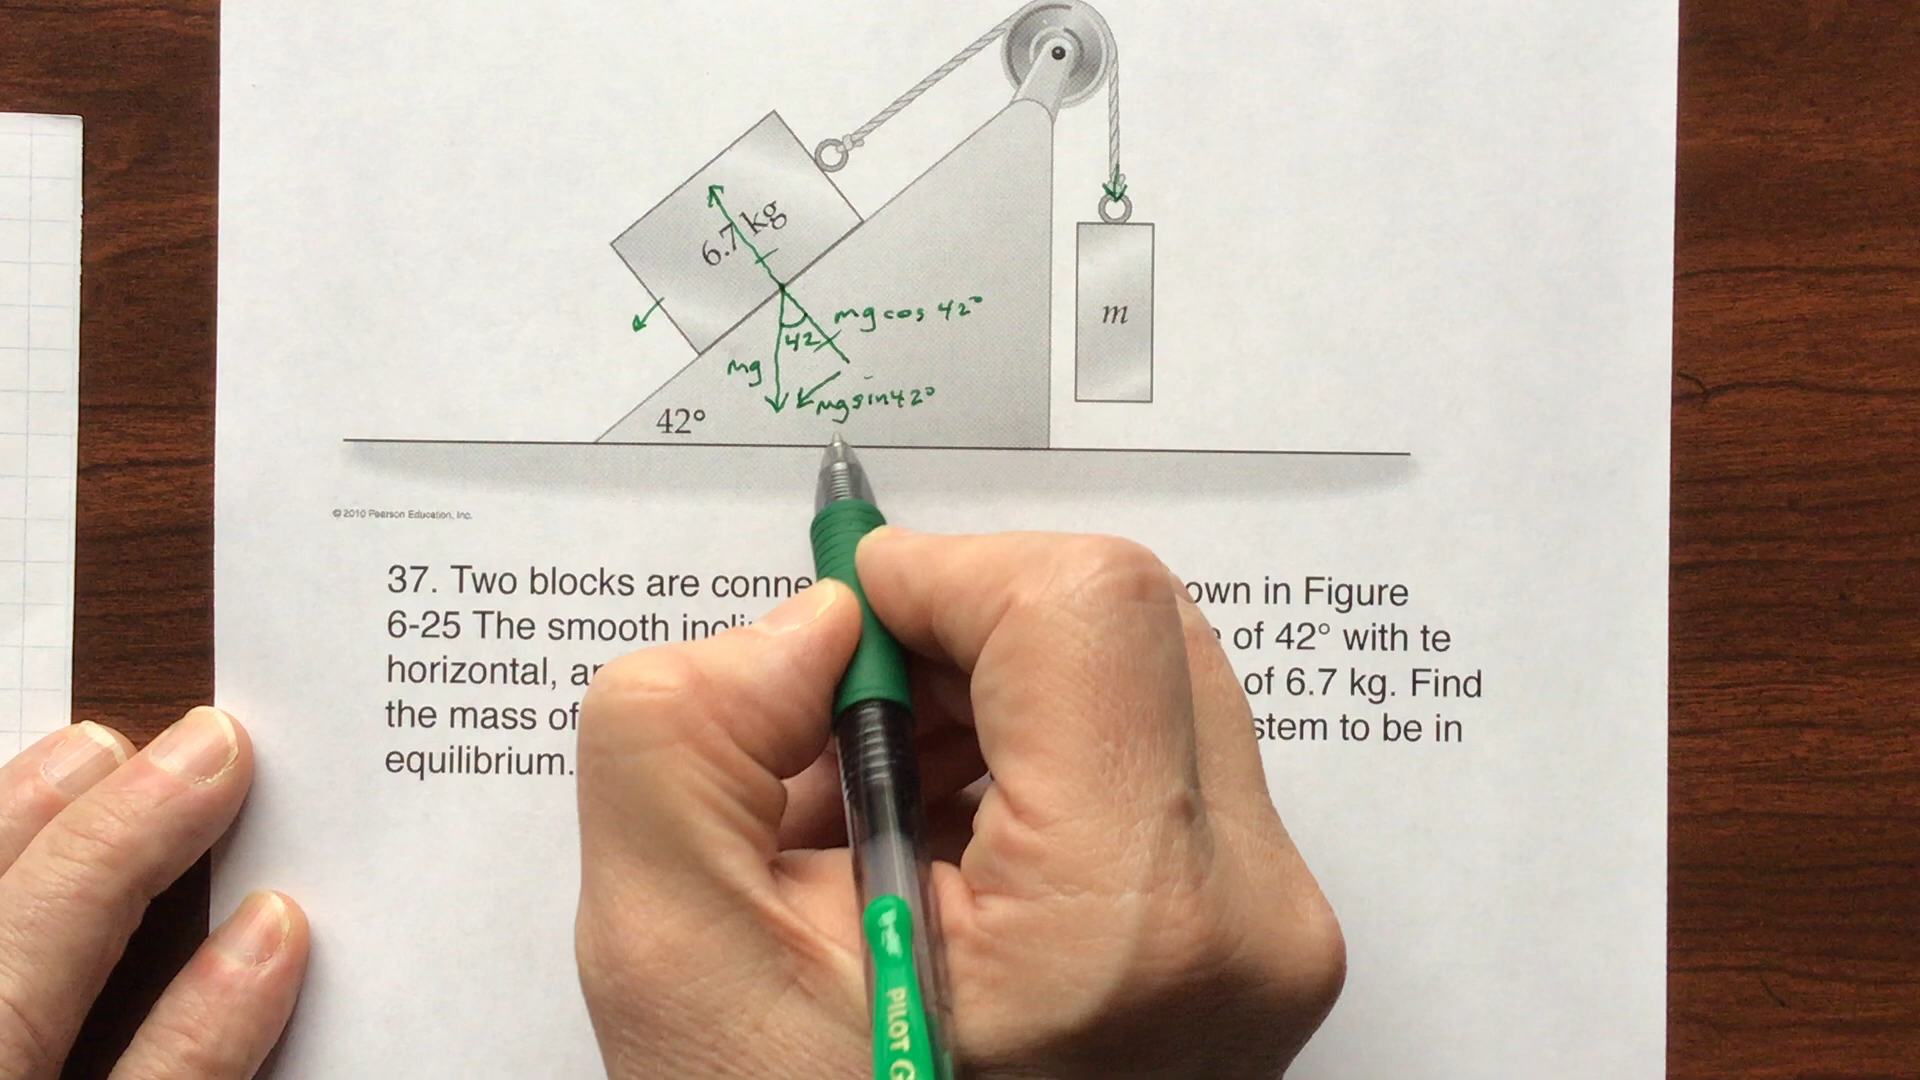 6.7 kg
mg cos 42°
42
mg
mg sin 42°
42°
m
© 2010 Pearson Education, Inc.
37. Two blocks are conne own in Figure
6-25 The smooth incli of 42° with te
horizontal, a of 6.7 kg. Find
the mass of stem to be in
equilibrium.
PILOT G